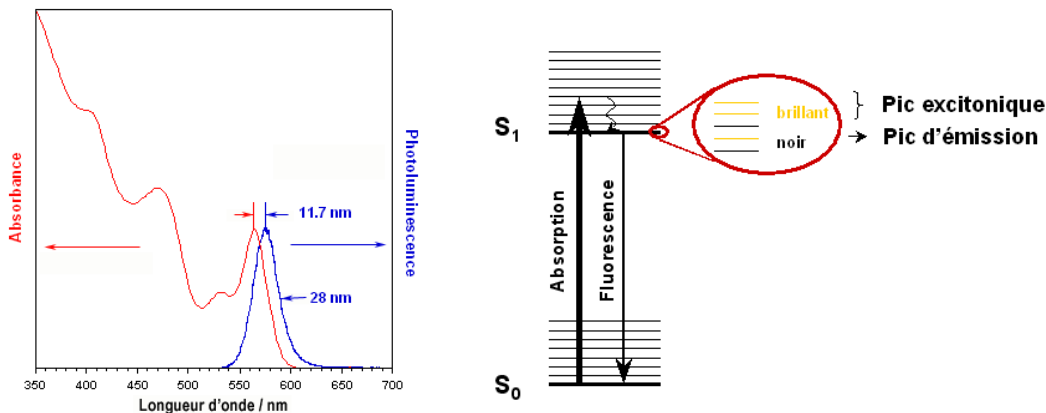 Absorbance
11.7 nm
28 nm
Photoluminescence
350 400 450 500 550 600 650 700
Longueur d'onde / nm
S1
S0
Absorption
Fluorescence
brillant
noir
Pic excitonique
Pic d'émission